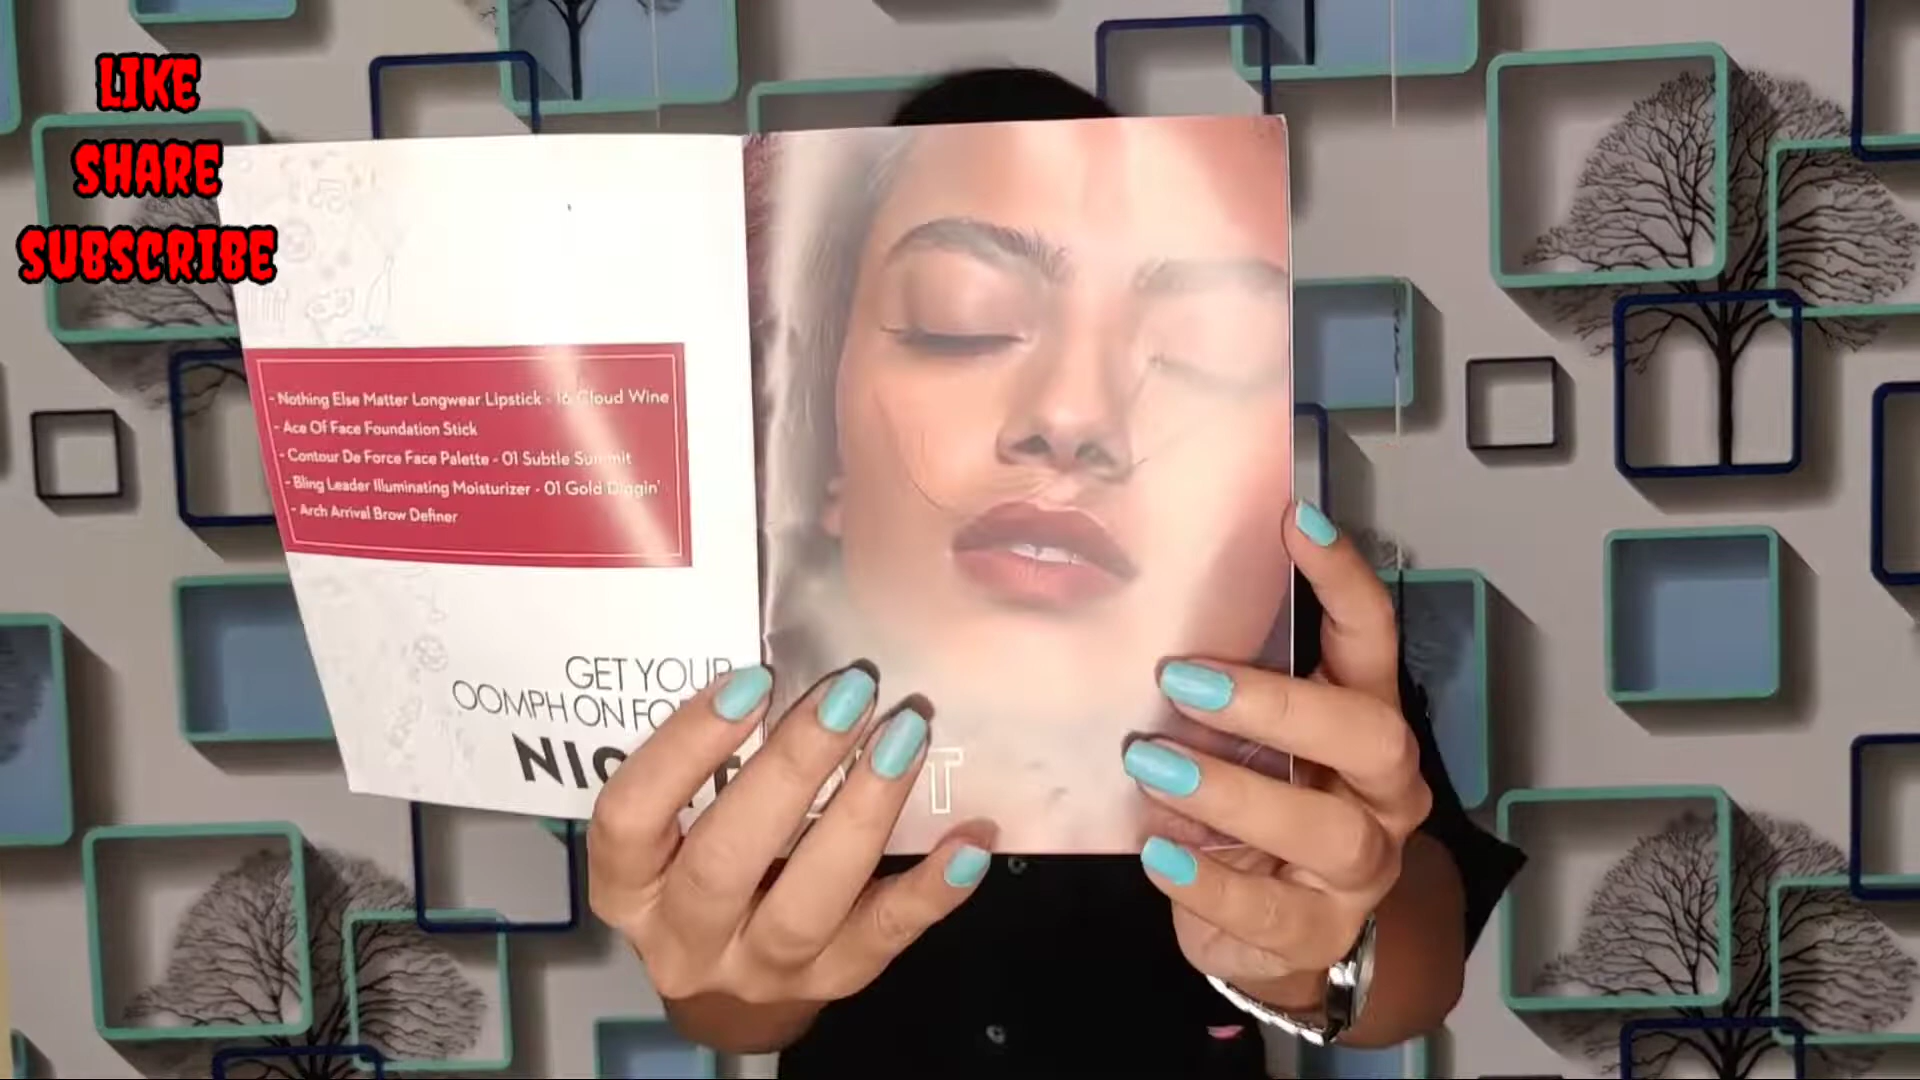 LIKE
SHARE
SUBSCRIBE
- Nothing Else Matter Longwear Lipstick - 16 Cloud Wine
- Ace Of Face Foundation Stick
- Contour De Force Face Palette - 01 Subtle Summit
- Bling Leader Illuminating Moisturizer - 01 Gold Diggin'
- Arch Arrival Brow Definer
GET YOUR
OOMPH ON